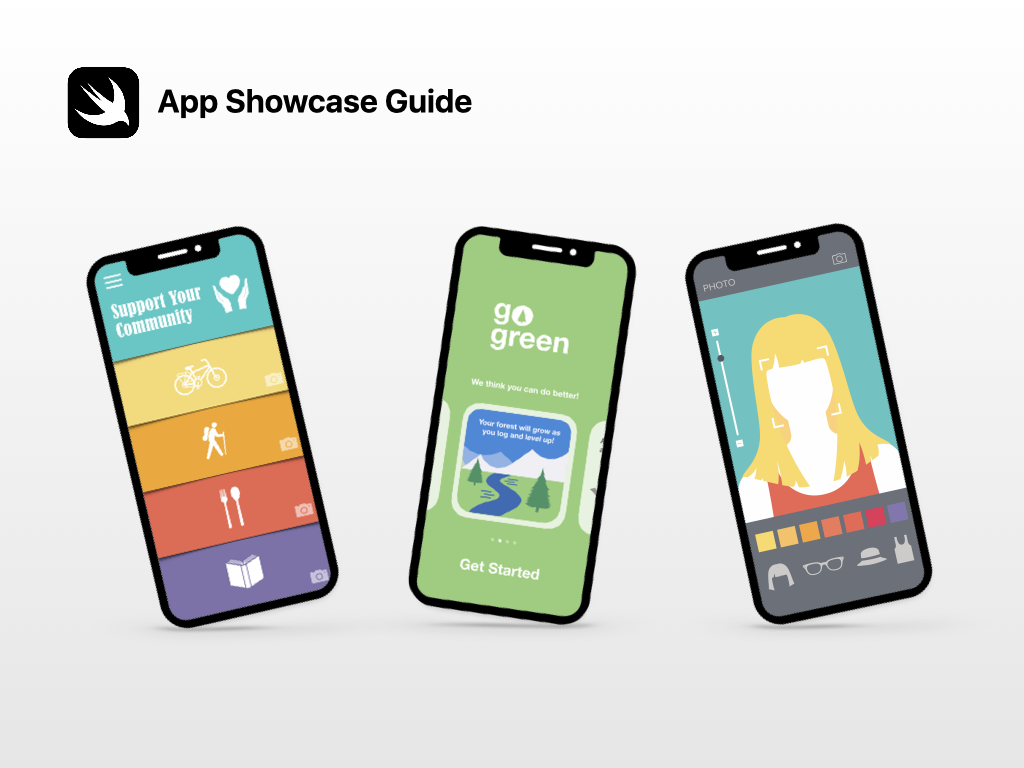 App Showcase Guide
Support Your
Community
go
green
We think you can do better!
Your forest will grow as
you log and level up!
Get Started
PHOTO